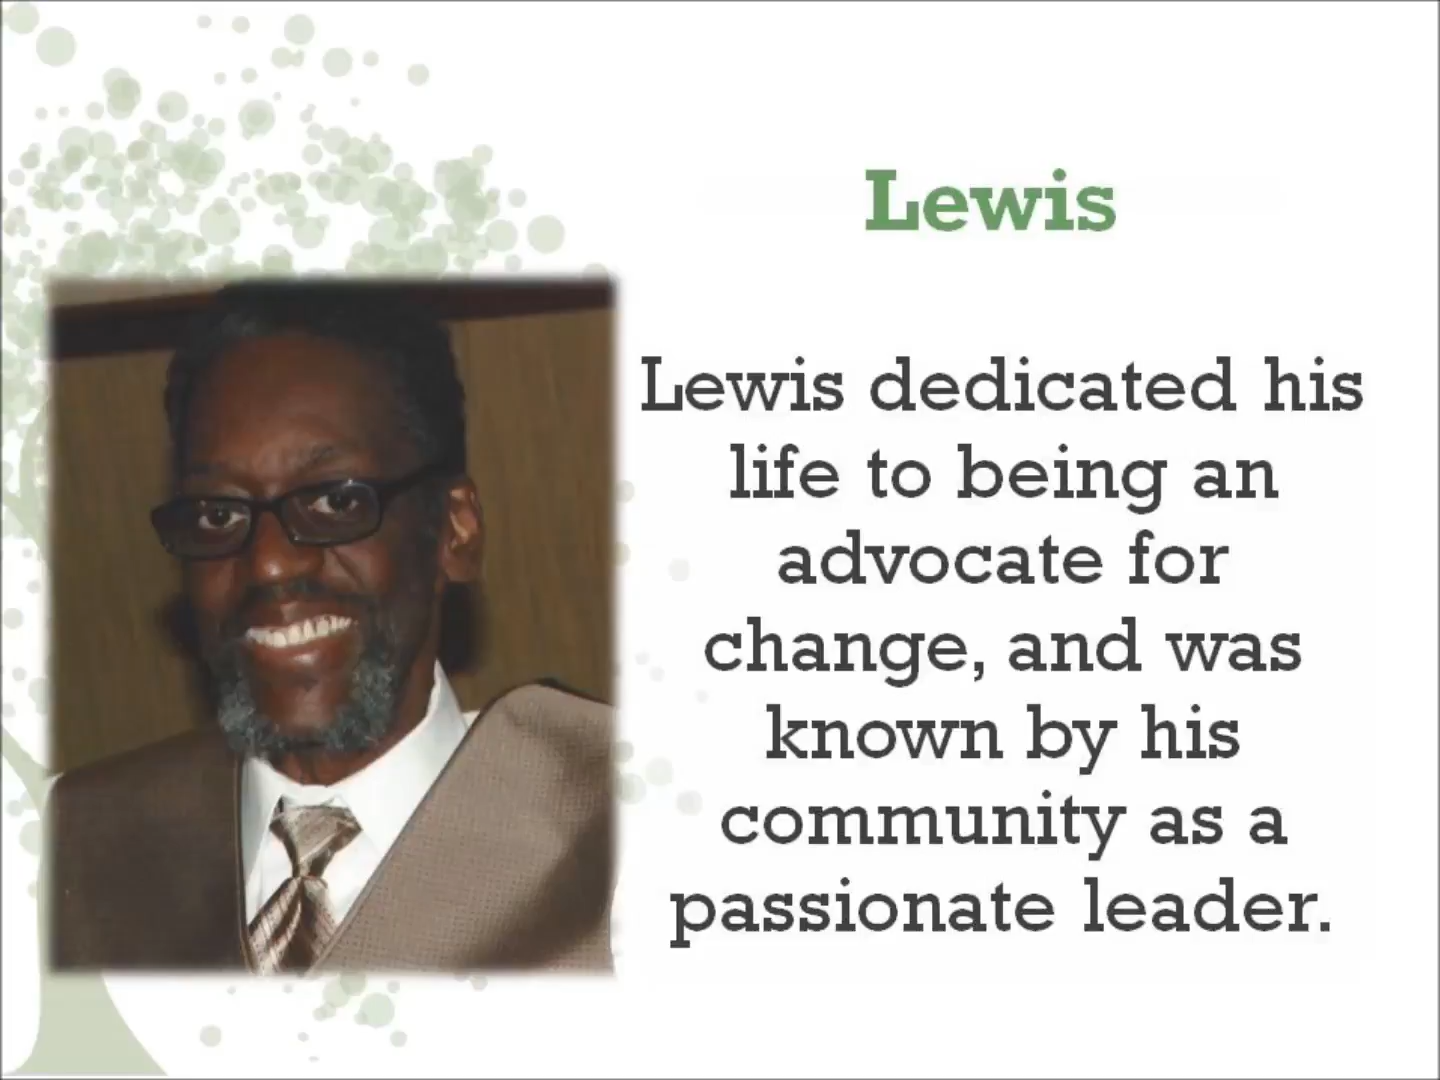 Lewis
Lewis dedicated his
life to being an
advocate for
change, and was
known by his
community as a
passionate leader.